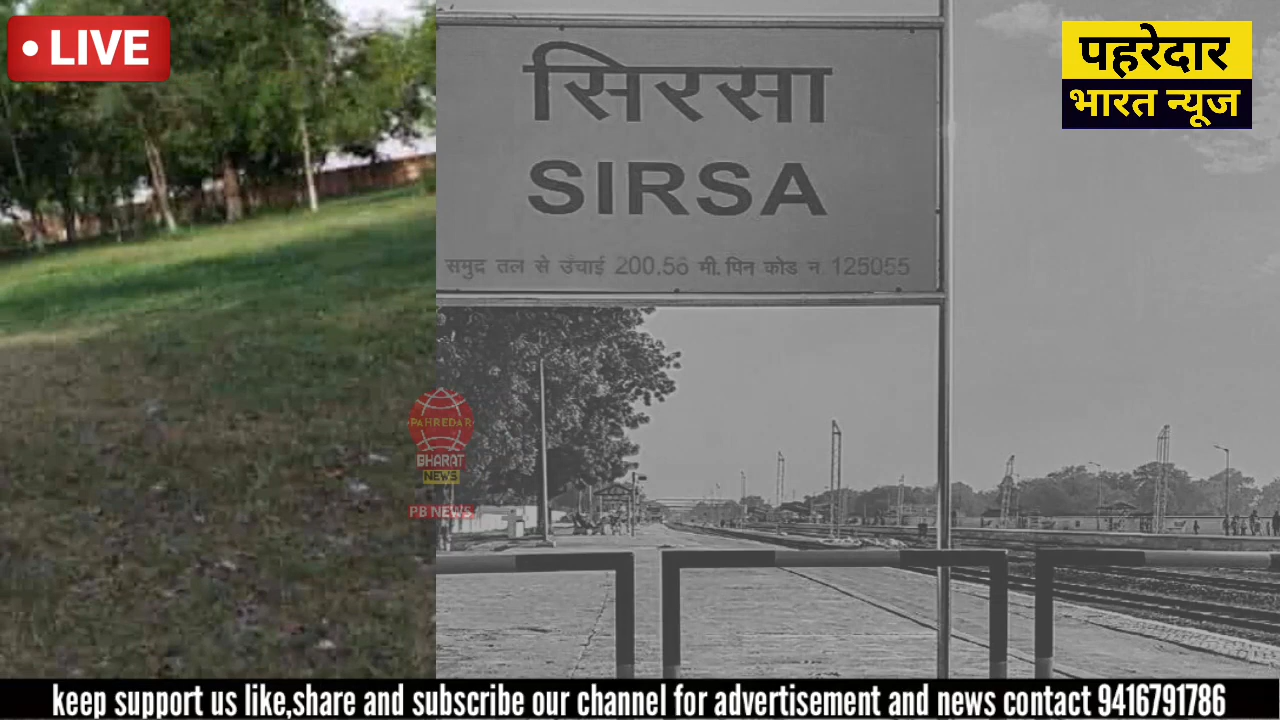 LIVE
सिरसा
SIRSA
समुद्र तल से उंचाई 200.56 मी. पिन कोड न 125055
पहरेदार
भारत न्यूज
PAHREDAR
BHARAT
NEWS
PB NEWS
keep support us like,share and subscribe our channel for advertisement and news contact 9416791786